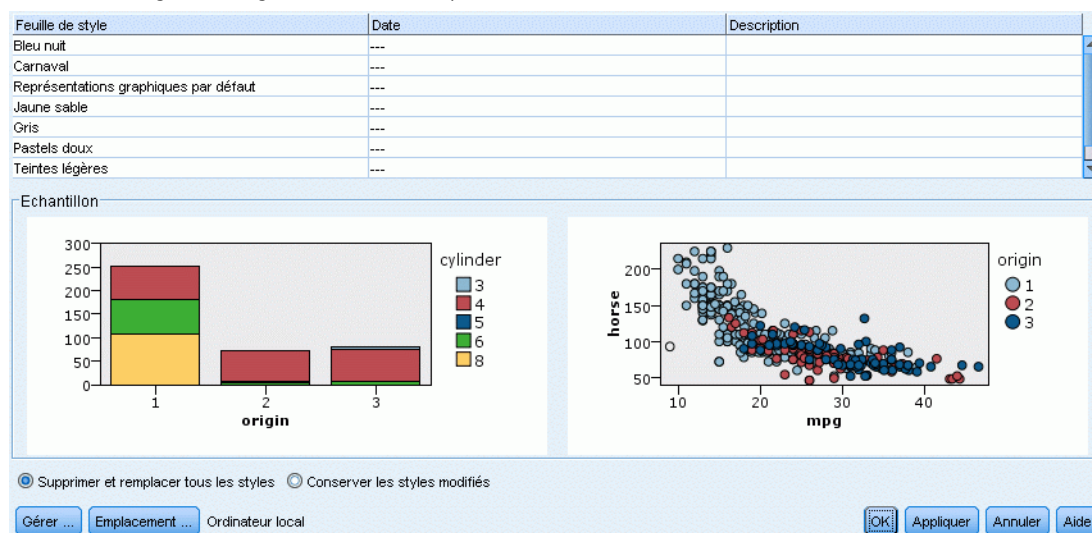 Feuille de style Date Description
Bleu nuit ---
Carnaval ---
Représentations graphiques par défaut ---
Jaune sable ---
Gris ---
Pastels doux ---
Teintes légères ---
Echantillon
300
250
200
150
100
50
0
1 2 3
origin
cylinder
3
4
5
6
8
200
150
100
50
horse
10 20 30 40
mpg
origin
1
2
3
Supprimer et remplacer tous les styles Conserver les styles modifiés
Gérer ... Emplacement ... Ordinateur local OK Appliquer Annuler Aide